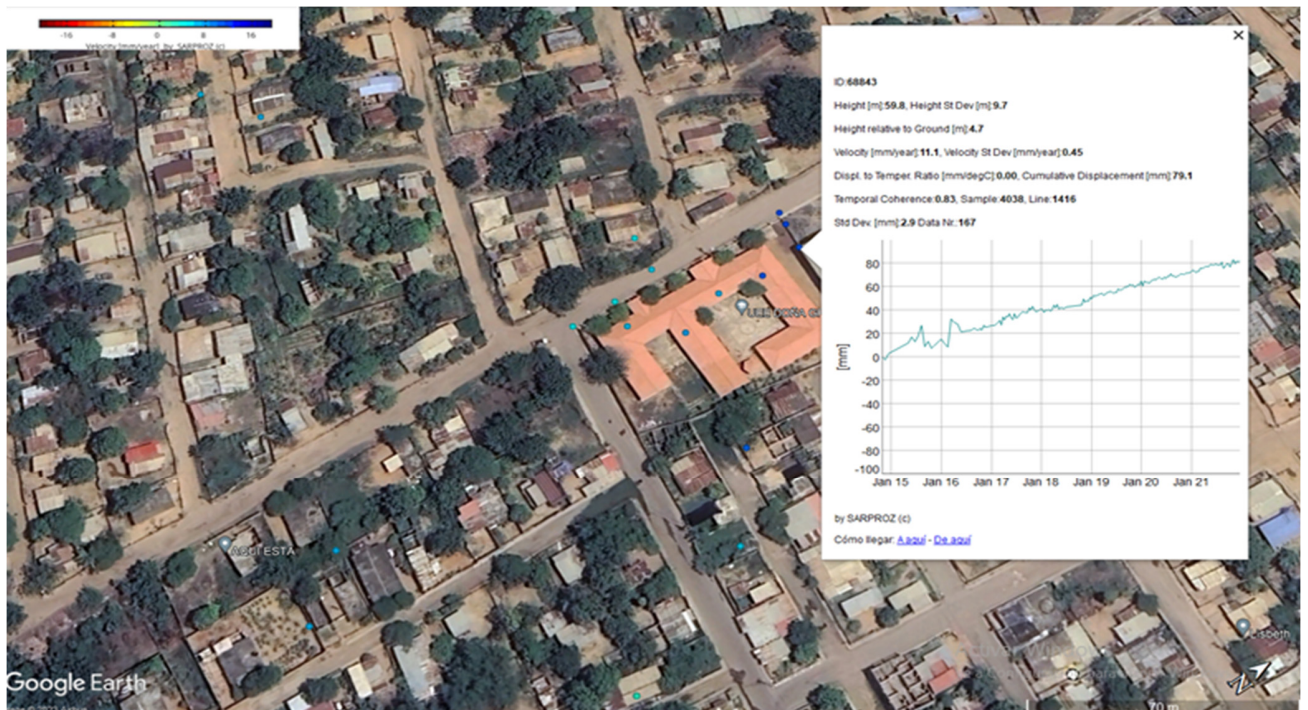 -16 -8 0 8 16
Velocity [mm/year] by SARPROZ (c)
ID:68843
Height [m]:59.8, Height St Dev [m]:9.7
Height relative to Ground [m]:4.7
Velocity [mm/year]:11.1, Velocity St Dev [mm/year]:0.45
Displ. to Temper. Ratio [mm/degC]:0.00, Cumulative Displacement [mm]:79.1
Temporal Coherence:0.83, Sample:4038, Line:1416
Std Dev. [mm]:2.9 Data Nr.:167
80
60
40
20
0
-20
-40
-60
-80
-100
[mm]
Jan 15 Jan 16 Jan 17 Jan 18 Jan 19 Jan 20 Jan 21
by SARPROZ (c)
Cómo llegar: A aquí - De aquí
DONA
AQUI ESTA
Lisbeth
Google Earth
70 m